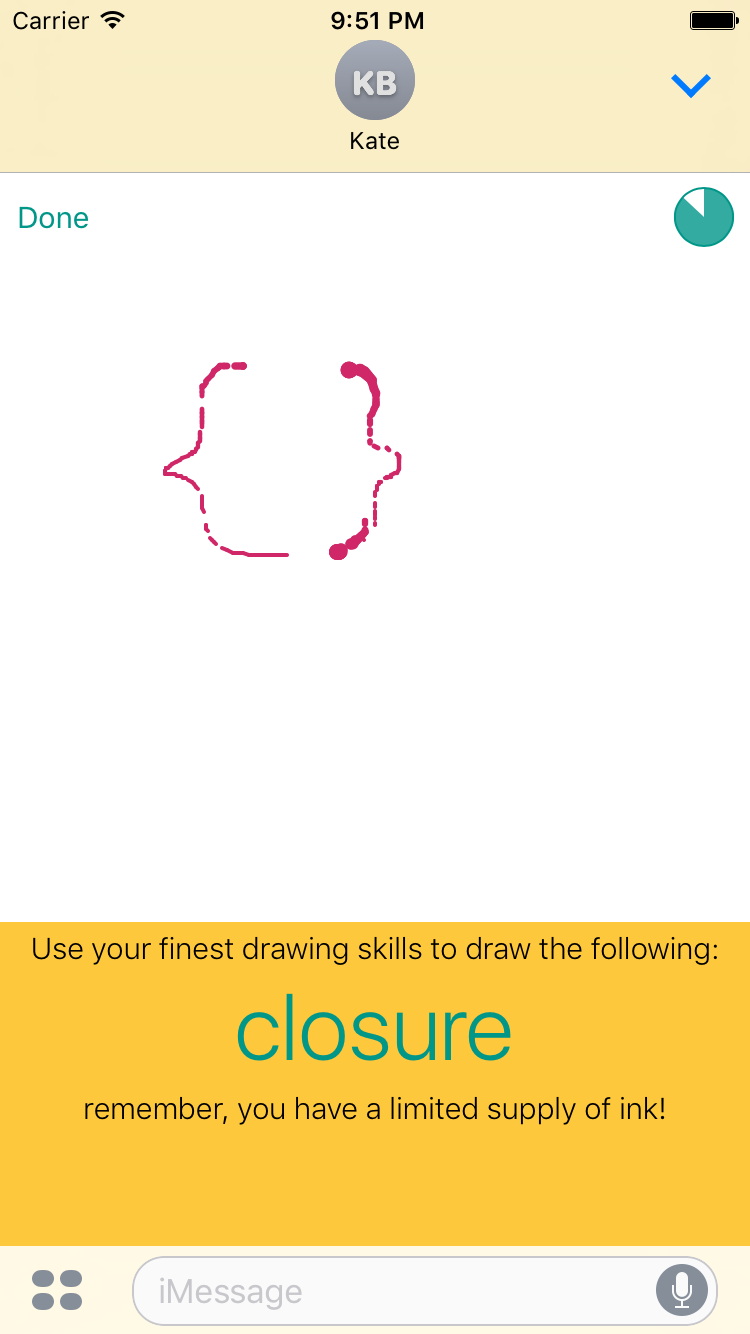 Carrier 9:51 PM
KB
Kate
Done
{ }
Use your finest drawing skills to draw the following:
closure
remember, you have a limited supply of ink!
iMessage